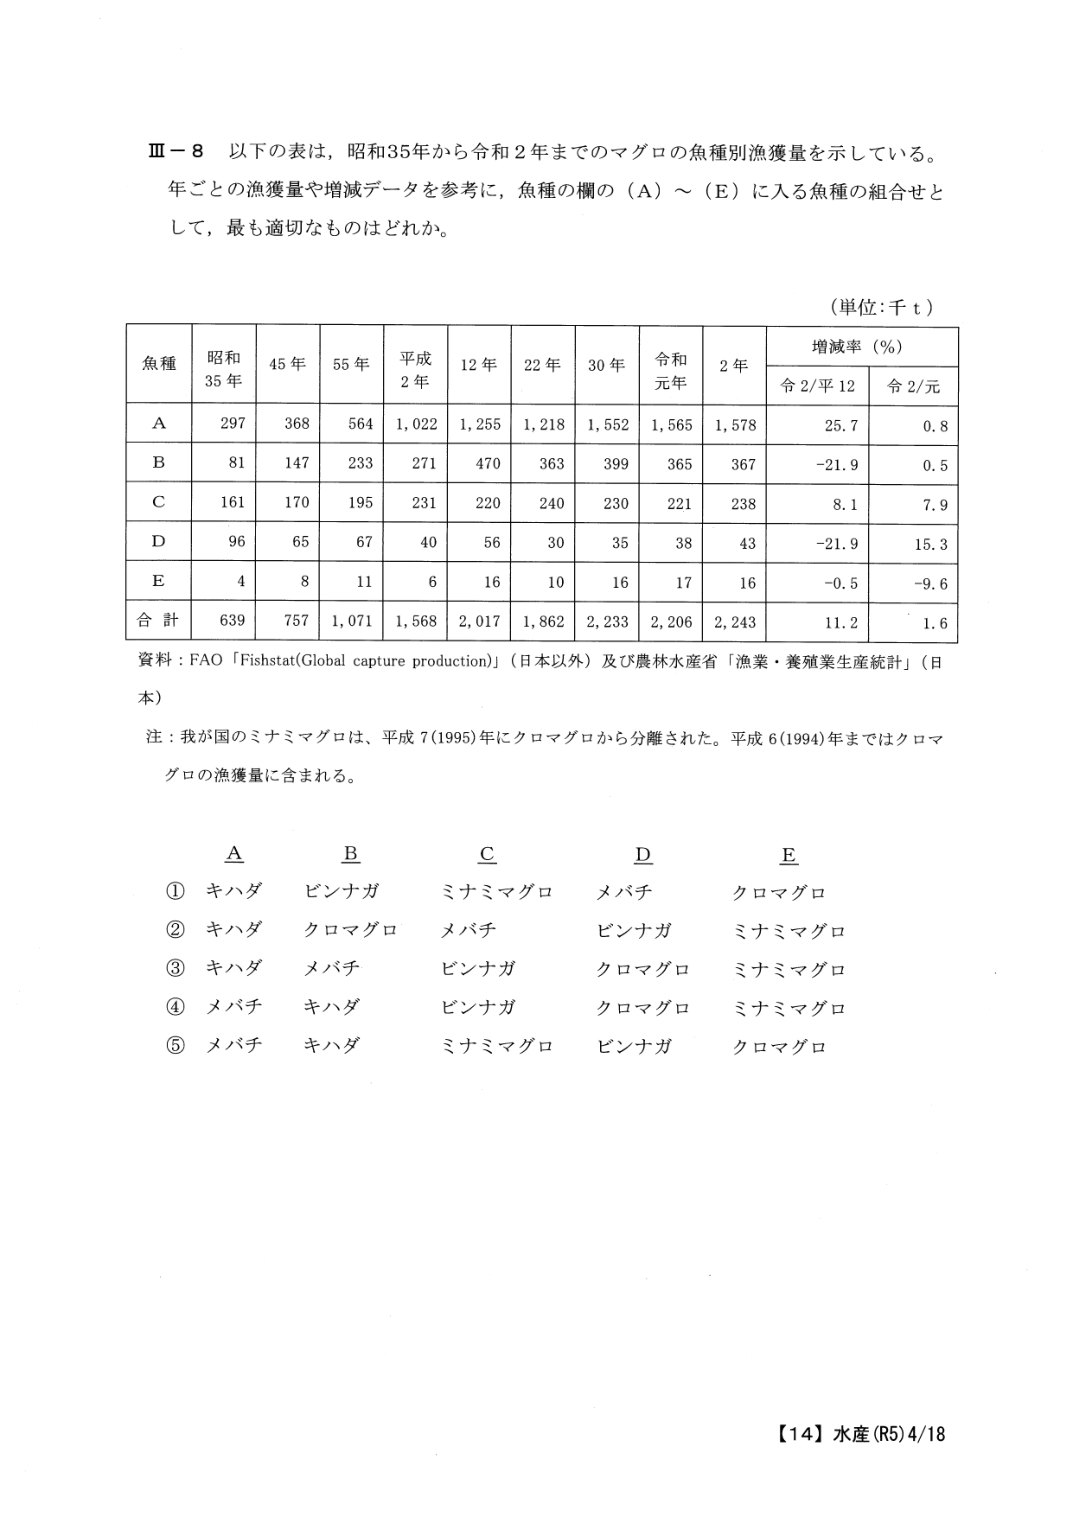 Ⅲ－８　以下の表は，昭和35年から令和２年までのマグロの魚種別漁獲量を示している。
年ごとの漁獲量や増減データを参考に，魚種の欄の（A）～（E）に入る魚種の組合せと
して，最も適切なものはどれか。
（単位：千ｔ）
魚種 昭和35年 45年 55年 平成2年 12年 22年 30年 令和元年 2年 増減率（%） 令2/平12 令2/元
A 297 368 564 1,022 1,255 1,218 1,552 1,565 1,578 25.7 0.8
B 81 147 233 271 470 363 399 365 367 -21.9 0.5
C 161 170 195 231 220 240 230 221 238 8.1 7.9
D 96 65 67 40 56 30 35 38 43 -21.9 15.3
E 4 8 11 6 16 10 16 17 16 -0.5 -9.6
合計 639 757 1,071 1,568 2,017 1,862 2,233 2,206 2,243 11.2 1.6
資料：FAO「Fishstat(Global capture production)」（日本以外）及び農林水産省「漁業・養殖業生産統計」（日
本）
注：我が国のミナミマグロは、平成7(1995)年にクロマグロから分離された。平成6(1994)年まではクロマ
グロの漁獲量に含まれる。
A B C D E
① キハダ ビンナガ ミナミマグロ メバチ クロマグロ
② キハダ クロマグロ メバチ ビンナガ ミナミマグロ
③ キハダ メバチ ビンナガ クロマグロ ミナミマグロ
④ メバチ キハダ ビンナガ クロマグロ ミナミマグロ
⑤ メバチ キハダ ミナミマグロ ビンナガ クロマグロ
【14】水産(R5)4/18